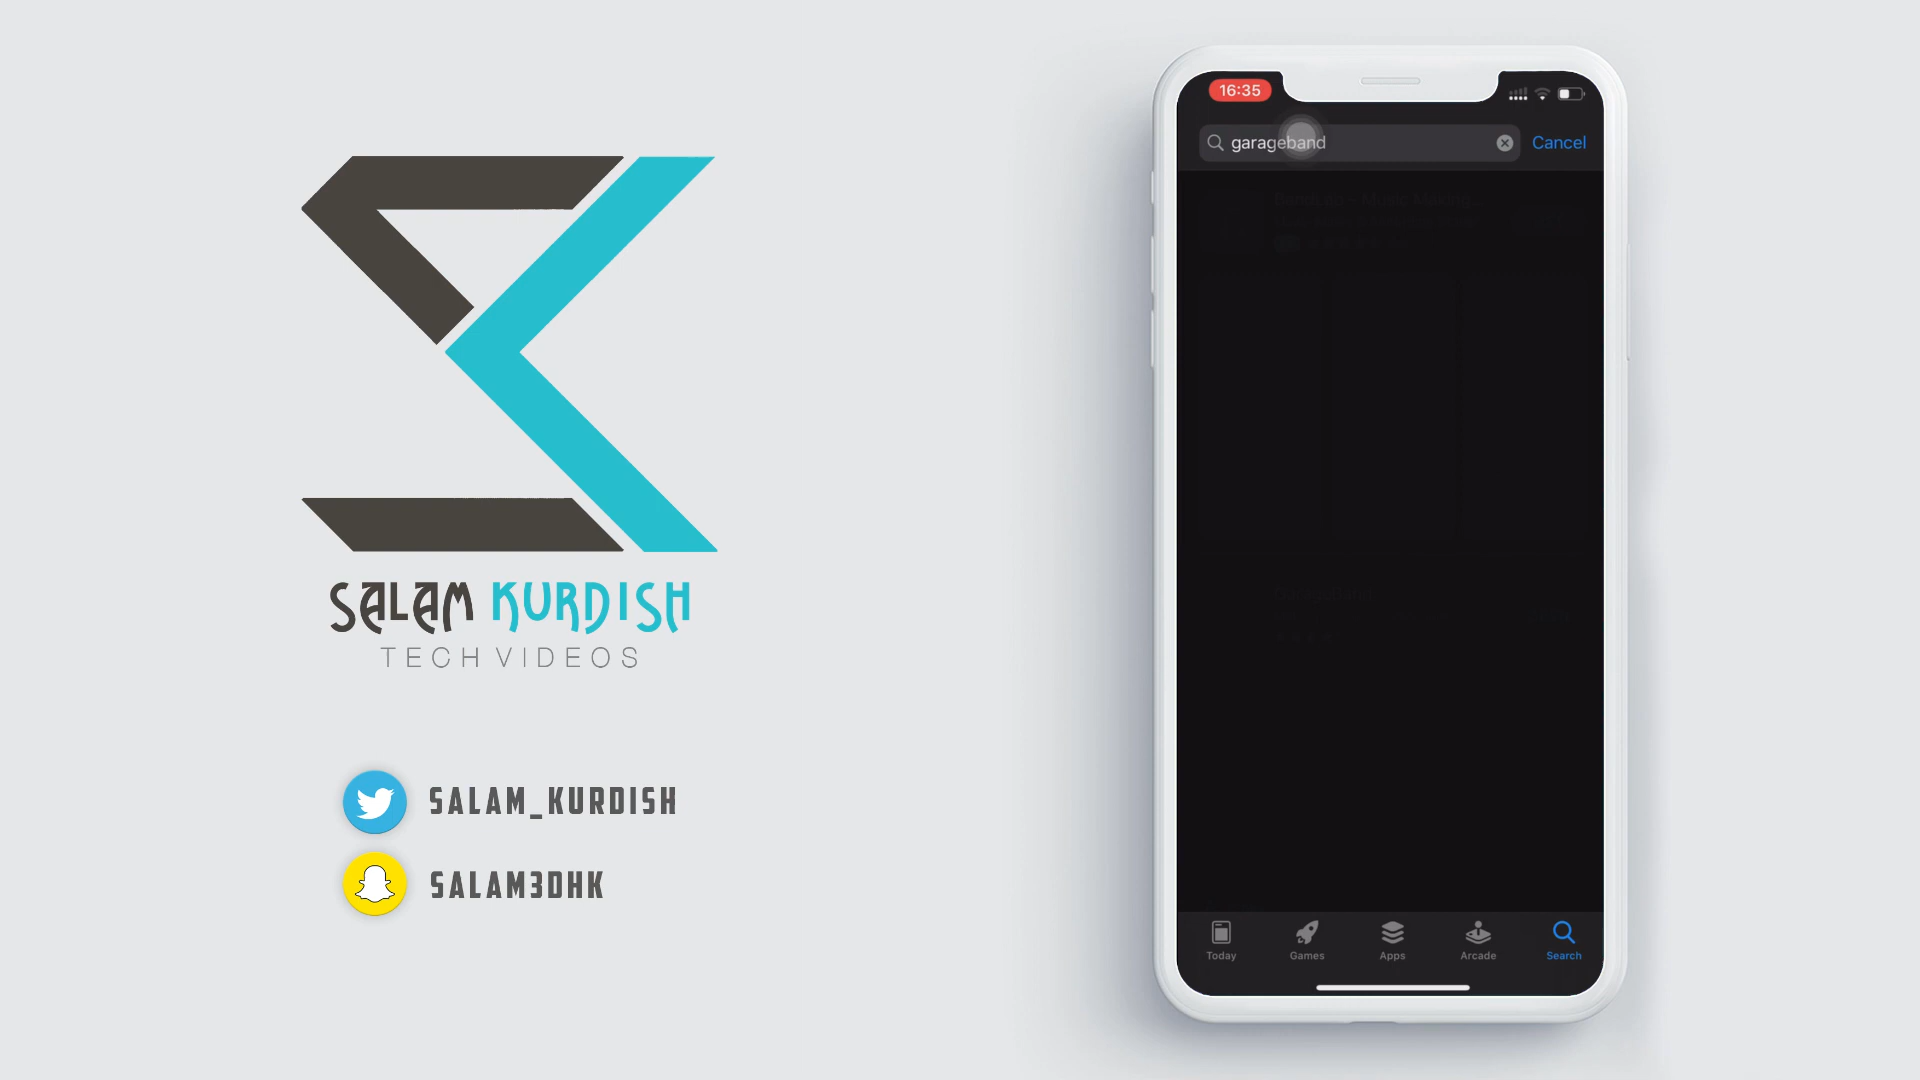 SALAM KURDISH
TECH VIDEOS
SALAM_KURDISH
SALAM3DHK
16:35
garageband
Cancel
Today
Games
Apps
Arcade
Search